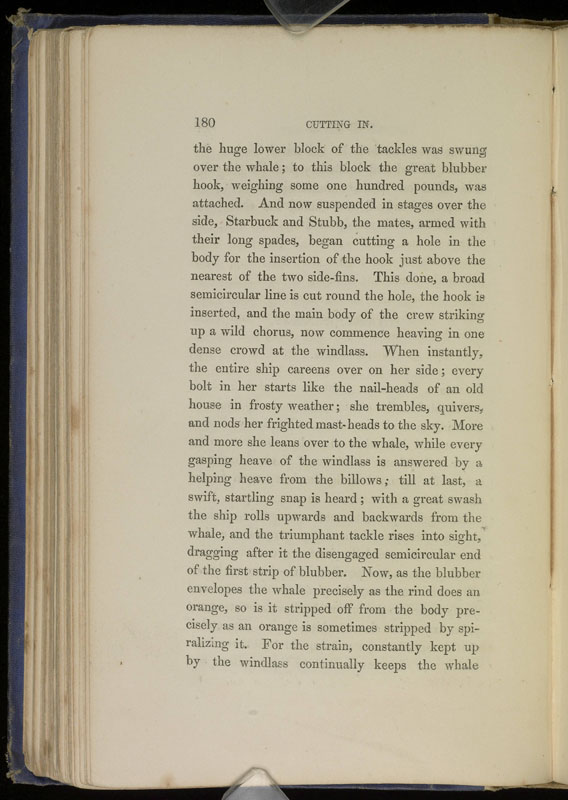 180 CUTTING IN.
the huge lower block of the tackles was swung
over the whale; to this block the great blubber
hook, weighing some one hundred pounds, was
attached. And now suspended in stages over the
side, Starbuck and Stubb, the mates, armed with
their long spades, began cutting a hole in the
body for the insertion of the hook just above the
nearest of the two side-fins. This done, a broad
semicircular line is cut round the hole, the hook is
inserted, and the main body of the crew striking
up a wild chorus, now commence heaving in one
dense crowd at the windlass. When instantly,
the entire ship careens over on her side; every
bolt in her starts like the nail-heads of an old
house in frosty weather; she trembles, quivers,
and nods her frighted mast-heads to the sky. More
and more she leans over to the whale, while every
gasping heave of the windlass is answered by a
helping heave from the billows; till at last, a
swift, startling snap is heard; with a great swash
the ship rolls upwards and backwards from the
whale, and the triumphant tackle rises into sight,
dragging after it the disengaged semicircular end
of the first strip of blubber. Now, as the blubber
envelopes the whale precisely as the rind does an
orange, so is it stripped off from the body pre-
cisely as an orange is sometimes stripped by spi-
ralizing it. For the strain, constantly kept up
by the windlass continually keeps the whale